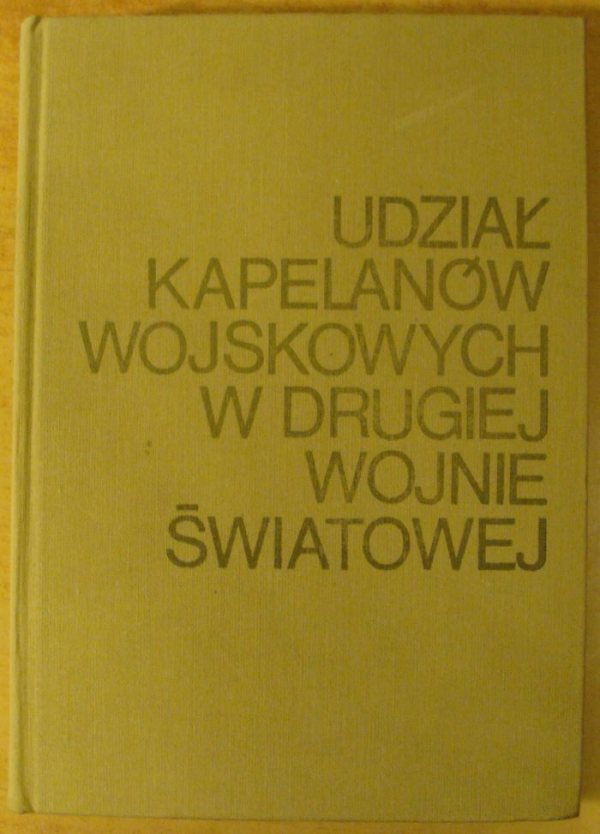 UDZIAŁ
KAPELANÓW
WOJSKOWYCH
W DRUGIEJ
WOJNIE
ŚWIATOWEJ